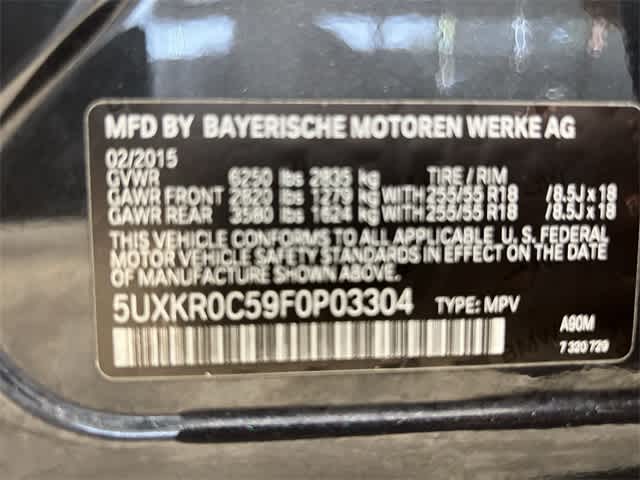 MFD BY BAYERISCHE MOTOREN WERKE AG
02/2015
GVWR 6250 lbs 2835 kg TIRE / RIM
GAWR FRONT 2820 lbs 1279 kg WITH 255/55 R18 /8.5J x 18
GAWR REAR 3580 lbs 1624 kg WITH 255/55 R18 /8.5J x 18
THIS VEHICLE CONFORMS TO ALL APPLICABLE U.S. FEDERAL
MOTOR VEHICLE SAFETY STANDARDS IN EFFECT ON THE DATE
OF MANUFACTURE SHOWN ABOVE.
5UXKR0C59F0P03304 TYPE: MPV
A90M
7 320 729